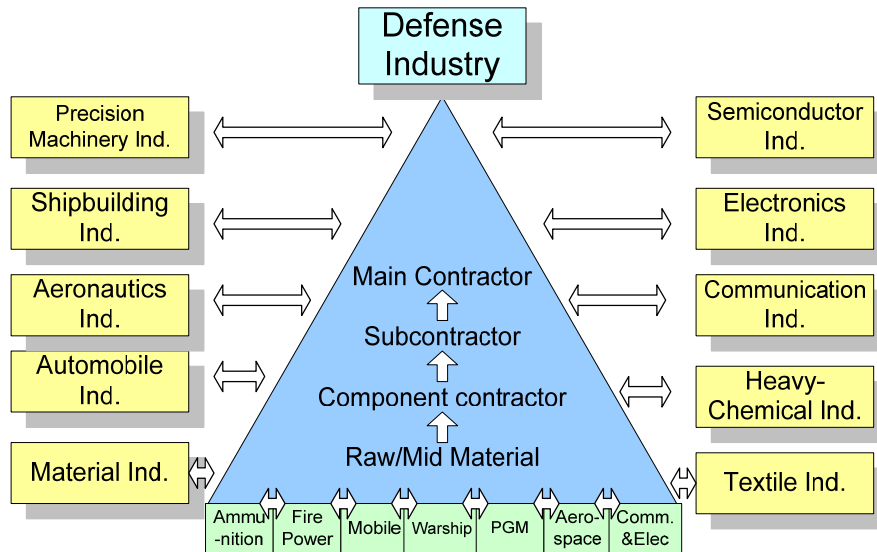 Defense
Industry
Precision
Machinery Ind.
Shipbuilding
Ind.
Aeronautics
Ind.
Automobile
Ind.
Material Ind.
Semiconductor
Ind.
Electronics
Ind.
Communication
Ind.
Heavy-
Chemical Ind.
Textile Ind.
Main Contractor
Subcontractor
Component contractor
Raw/Mid Material
Ammu
-nition
Fire
Power
Mobile
Warship
PGM
Aero-
space
Comm.
&Elec